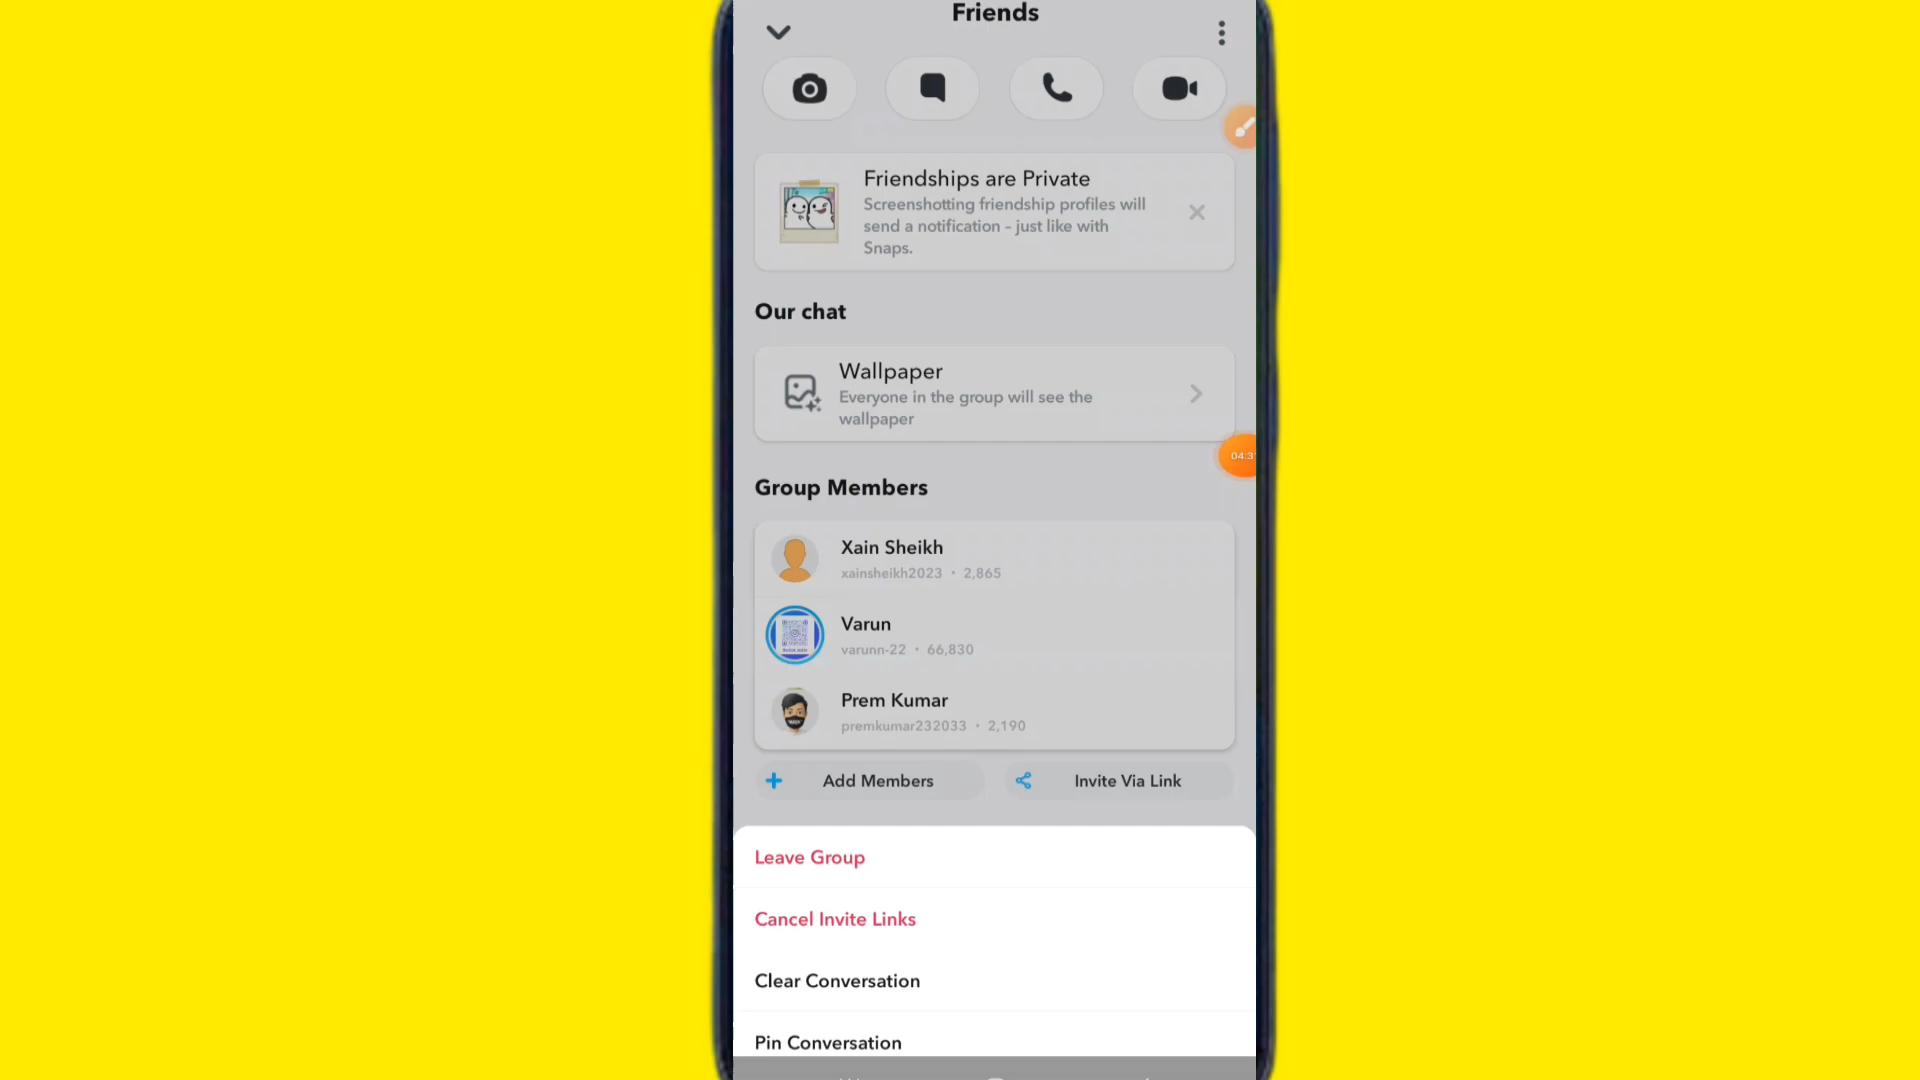 Friends
Friendships are Private
Screenshotting friendship profiles will
send a notification – just like with
Snaps.
Our chat
Wallpaper
Everyone in the group will see the
wallpaper
04:3
Group Members
Xain Sheikh
xainsheikh2023 • 2,865
Varun
varunn-22 • 66,830
Prem Kumar
premkumar232033 • 2,190
Add Members
Invite Via Link
Leave Group
Cancel Invite Links
Clear Conversation
Pin Conversation